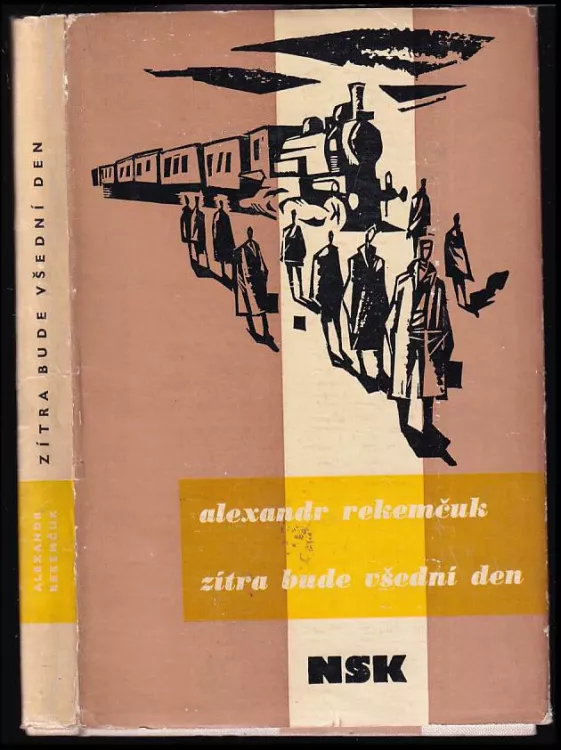 ZÍTRA BUDE VŠEDNÍ DEN
ALEXANDR
REKEMČUK
alexandr rekemčuk
zítra bude všední den
NSK